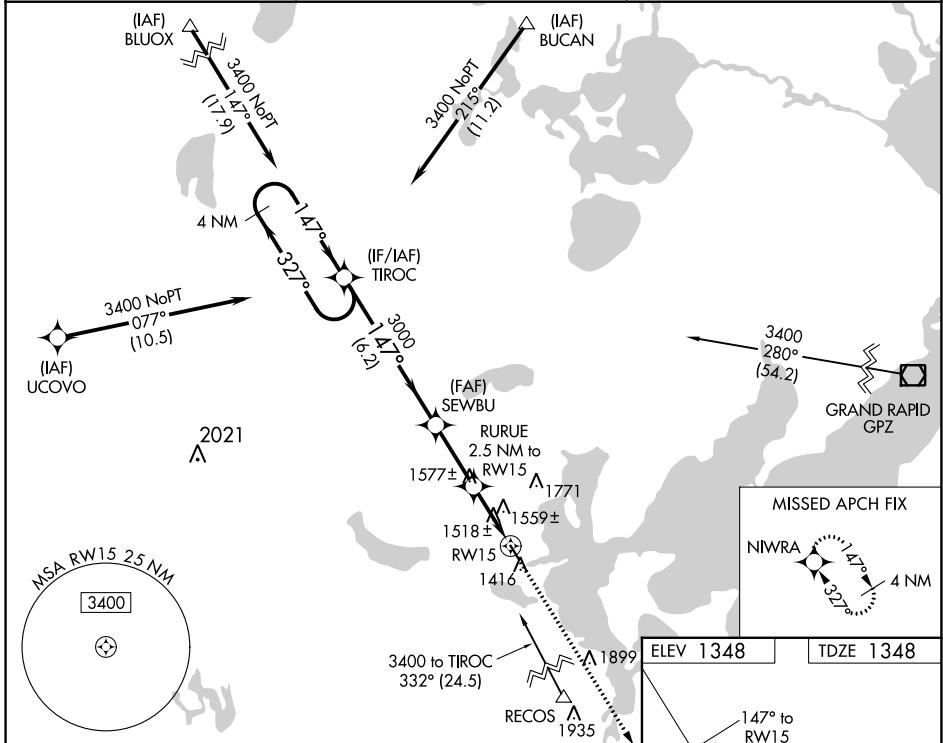 (IAF)
BLUOX
(IAF)
BUCAN
3400 NoPT
147°
(17.9)
3400 NoPT
215°
(11.2)
4 NM
147°
327°
(IF/IAF)
TIROC
3400 NoPT
077°
(10.5)
(IAF)
UCOVO
3000
147°
(6.2)
3400
280°
(54.2)
GRAND RAPID
GPZ
(FAF)
SEWBU
RURUE
2.5 NM to
RW15
2021
1577±
1771
1559±
1518±
RW15
1416
MISSED APCH FIX
NIWRA
147°
327°
4 NM
MSA RW15 25 NM
3400
3400 to TIROC
332° (24.5)
1899
RECOS
1935
ELEV 1348
TDZE 1348
147° to
RW15